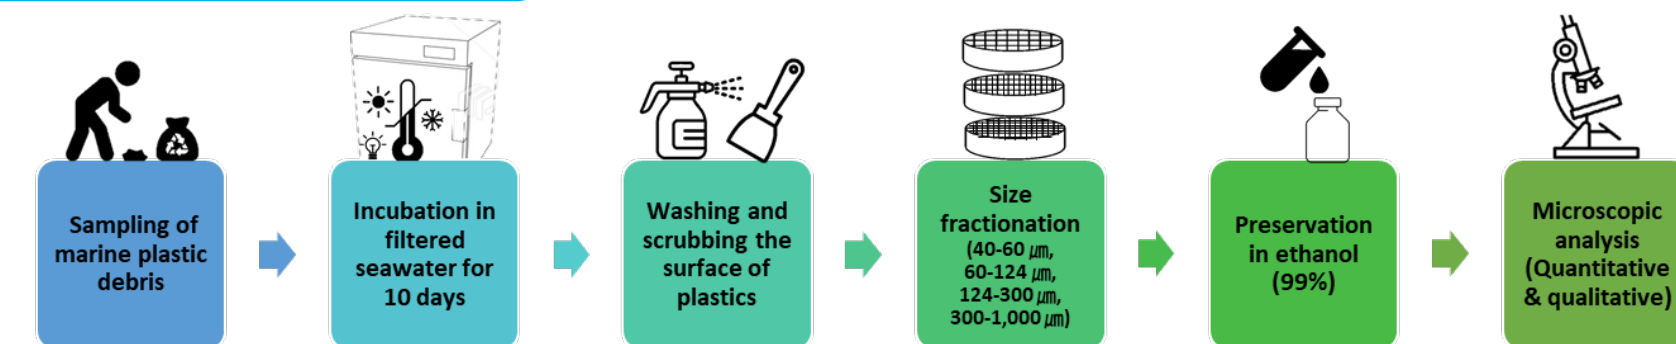 Sampling of
marine plastic
debris
Incubation in
filtered
seawater for
10 days
Washing and
scrubbing the
surface of
plastics
Size
fractionation
(40-60 ㎛,
60-124 ㎛,
124-300 ㎛,
300-1,000 ㎛)
Preservation
in ethanol
(99%)
Microscopic
analysis
(Quantitative
& qualitative)